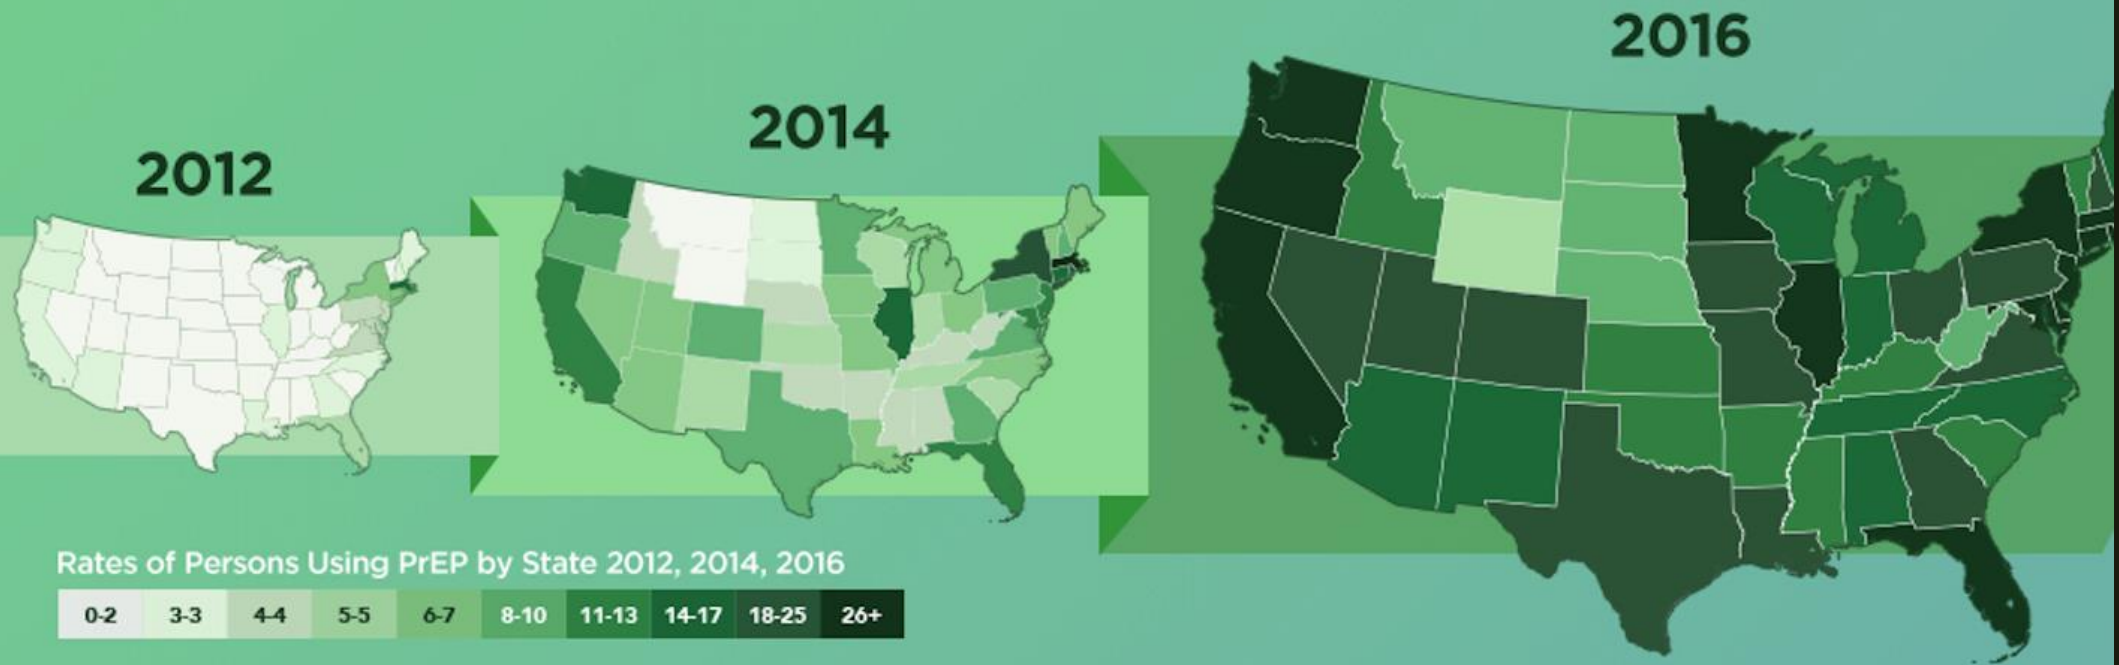 2012
2014
2016
Rates of Persons Using PrEP by State 2012, 2014, 2016
0-2 3-3 4-4 5-5 6-7 8-10 11-13 14-17 18-25 26+